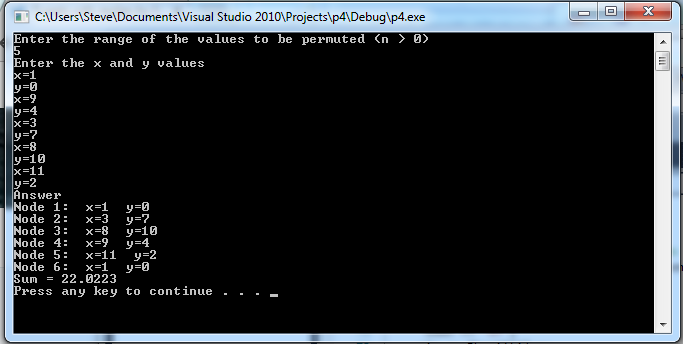 C:\Users\Steve\Documents\Visual Studio 2010\Projects\p4\Debug\p4.exe
Enter the range of the values to be permuted (n > 0)
5
Enter the x and y values
x=1
y=0
x=9
y=4
x=3
y=7
x=8
y=10
x=11
y=2
Answer
Node 1:  x=1  y=0
Node 2:  x=3  y=7
Node 3:  x=8  y=10
Node 4:  x=9  y=4
Node 5:  x=11  y=2
Node 6:  x=1  y=0
Sum = 22.0223
Press any key to continue . . . _